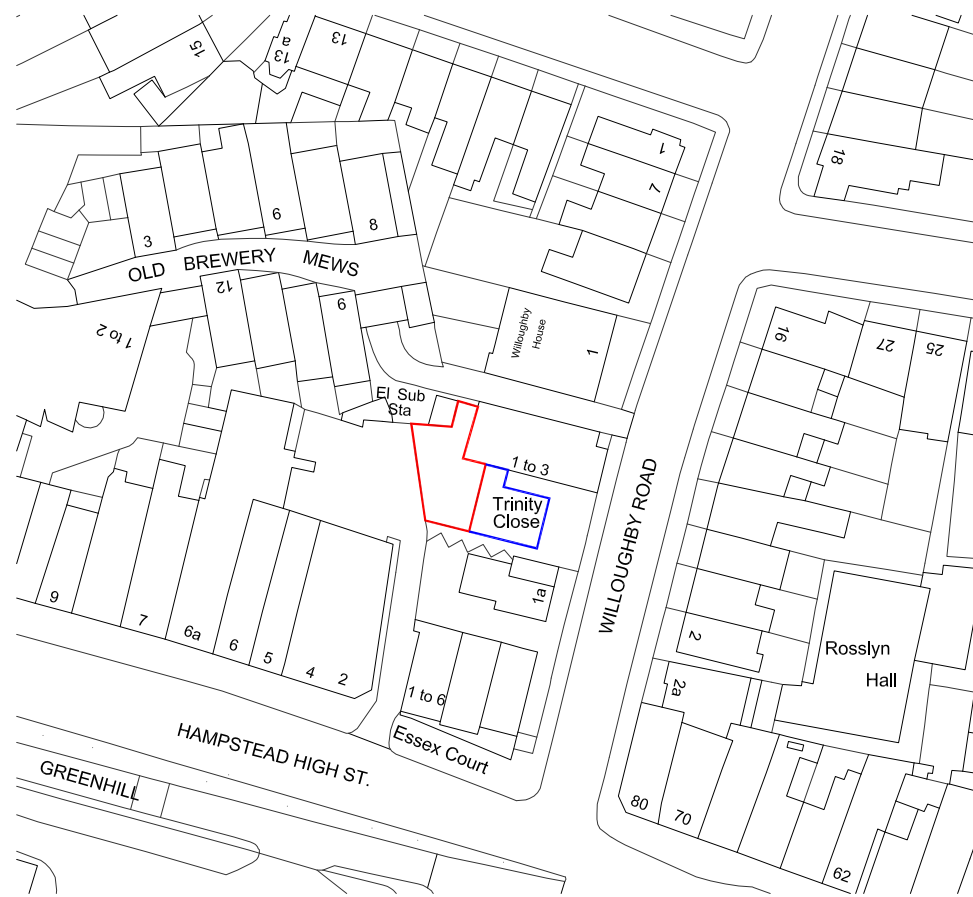 15
13
a
13
1
7
18
3
6
8
OLD BREWERY MEWS
12
6
1 to 2
Willoughby
House
1
16
27
25
El Sub
Sta
1 to 3
Trinity
Close
WILLOUGHBY ROAD
1a
9
7
6a
6
5
4
2
1 to 6
Essex Court
2
2a
Rosslyn
Hall
HAMPSTEAD HIGH ST.
GREENHILL
80
70
62